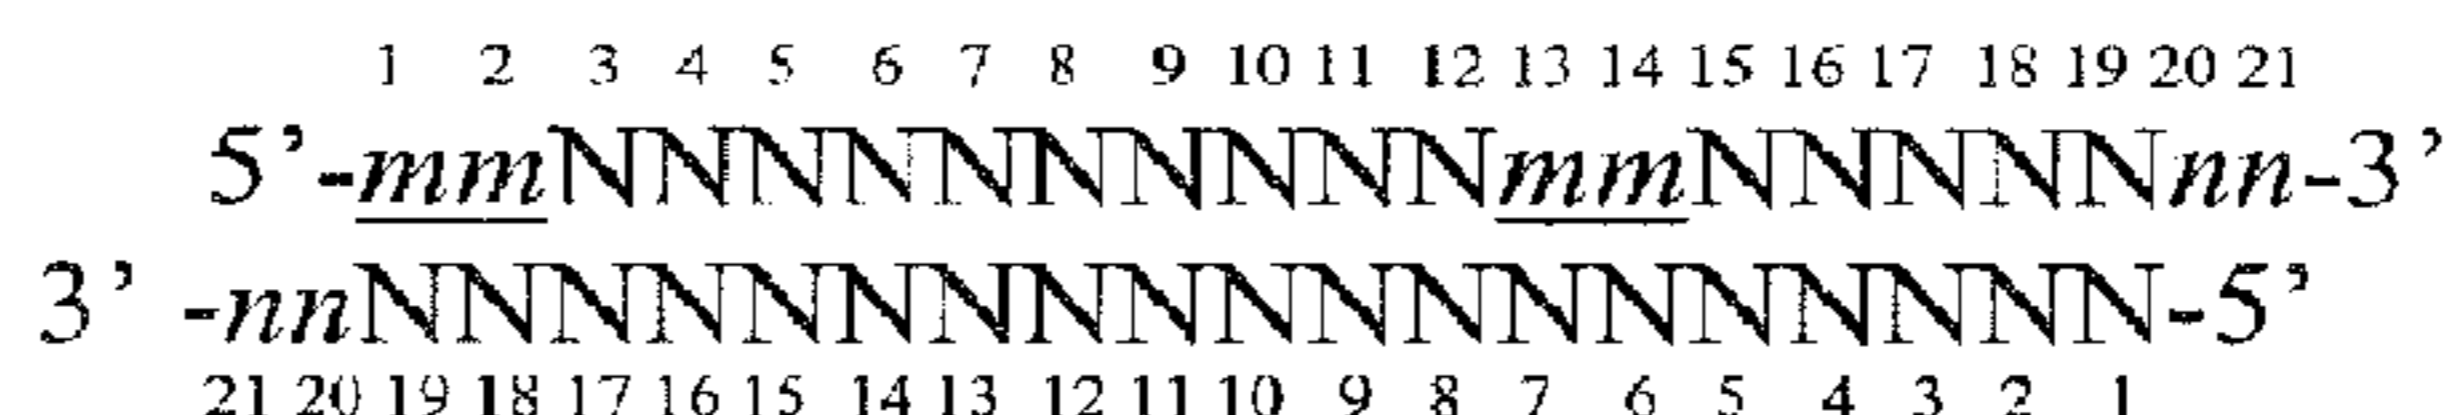 1 2 3 4 5 6 7 8 9 10 11 12 13 14 15 16 17 18 19 20 21
5’-mmNNNNNNNNNNmmNNNNNnn-3’
3’ -nnNNNNNNNNNNNNNNNNNNN-5’
21 20 19 18 17 16 15 14 13 12 11 10 9 8 7 6 5 4 3 2 1